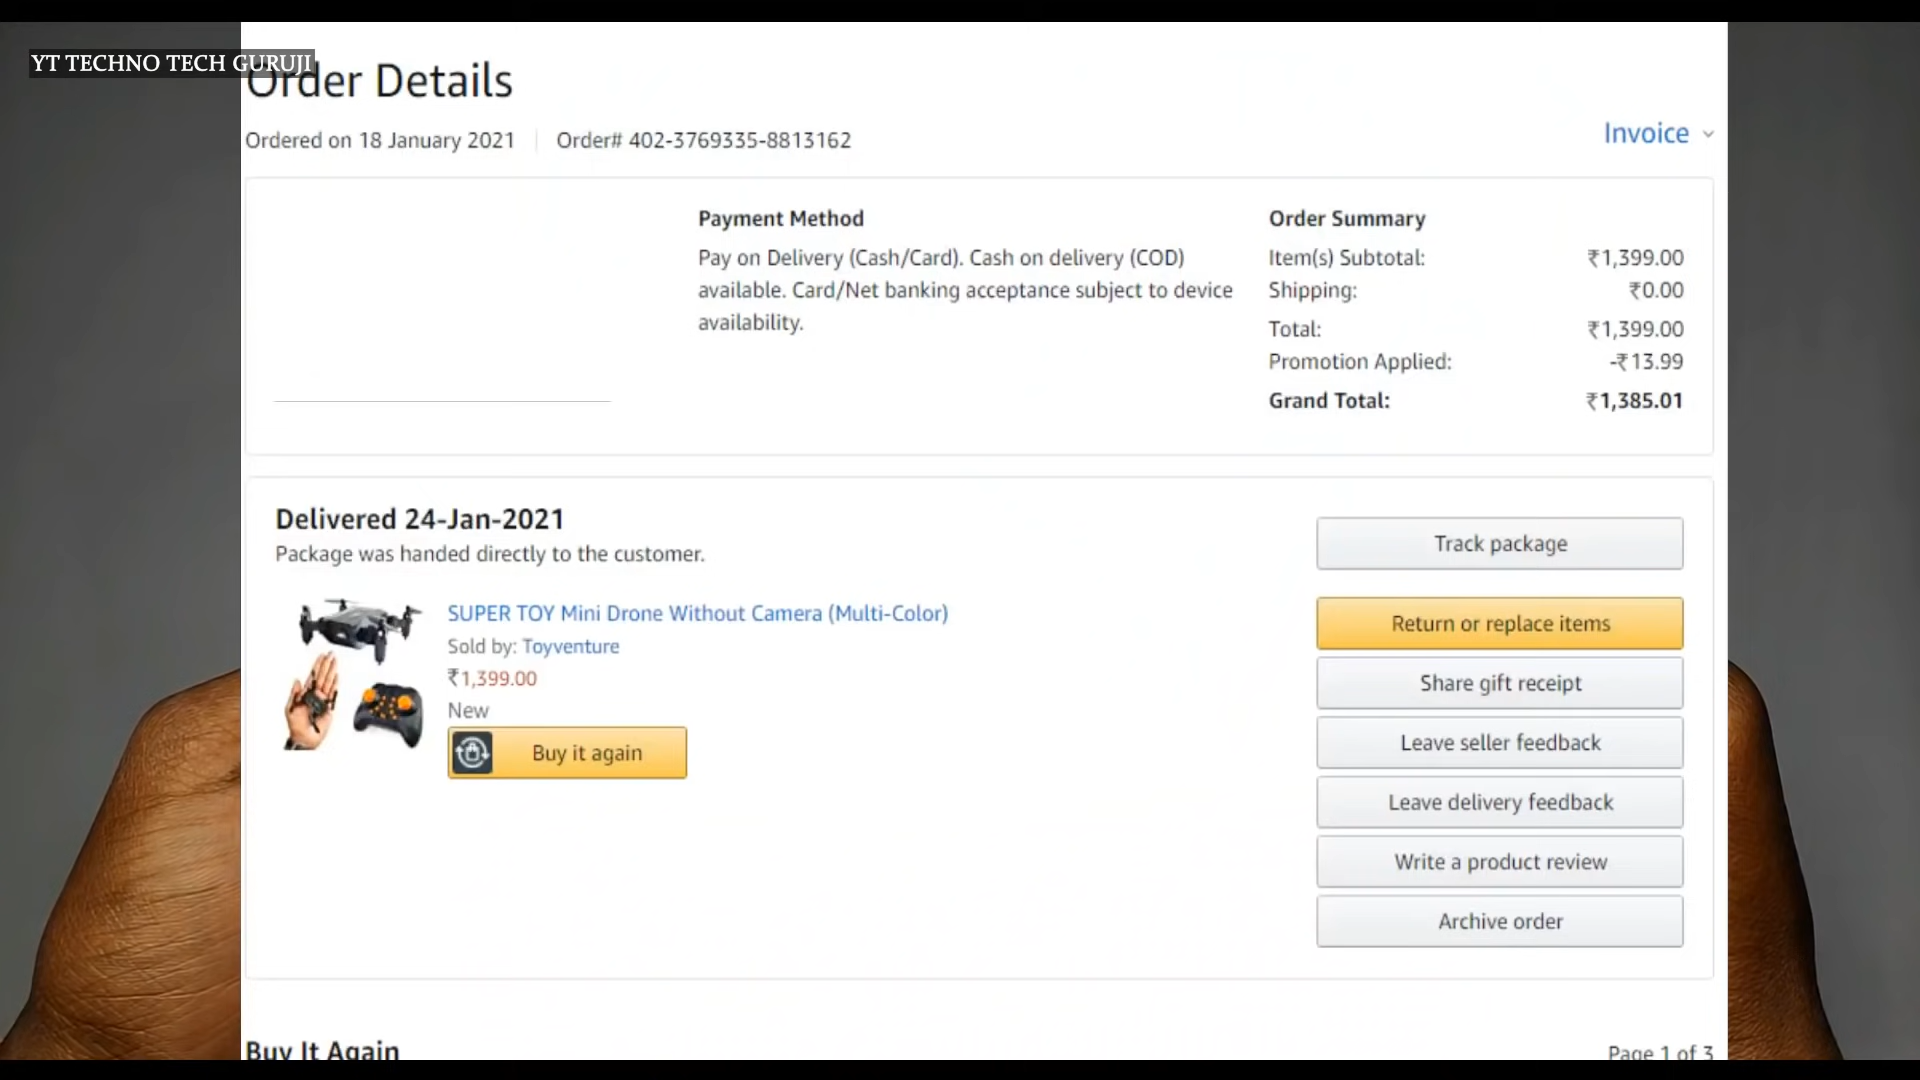 YT TECHNO TECH GURUJI
Order Details
Ordered on 18 January 2021
Order# 402-3769335-8813162
Invoice
Payment Method
Pay on Delivery (Cash/Card). Cash on delivery (COD)
available. Card/Net banking acceptance subject to device
availability.
Order Summary
Item(s) Subtotal: ₹1,399.00
Shipping: ₹0.00
Total: ₹1,399.00
Promotion Applied: -₹13.99
Grand Total: ₹1,385.01
Delivered 24-Jan-2021
Package was handed directly to the customer.
SUPER TOY Mini Drone Without Camera (Multi-Color)
Sold by: Toyventure
₹1,399.00
New
Buy it again
Track package
Return or replace items
Share gift receipt
Leave seller feedback
Leave delivery feedback
Write a product review
Archive order
Buy It Again
Page 1 of 3